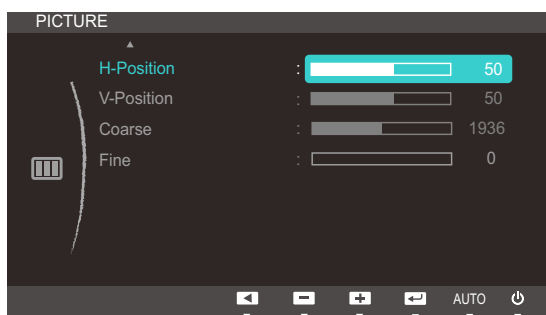 PICTURE
H-Position : 50
V-Position : 50
Coarse : 1936
Fine : 0
AUTO